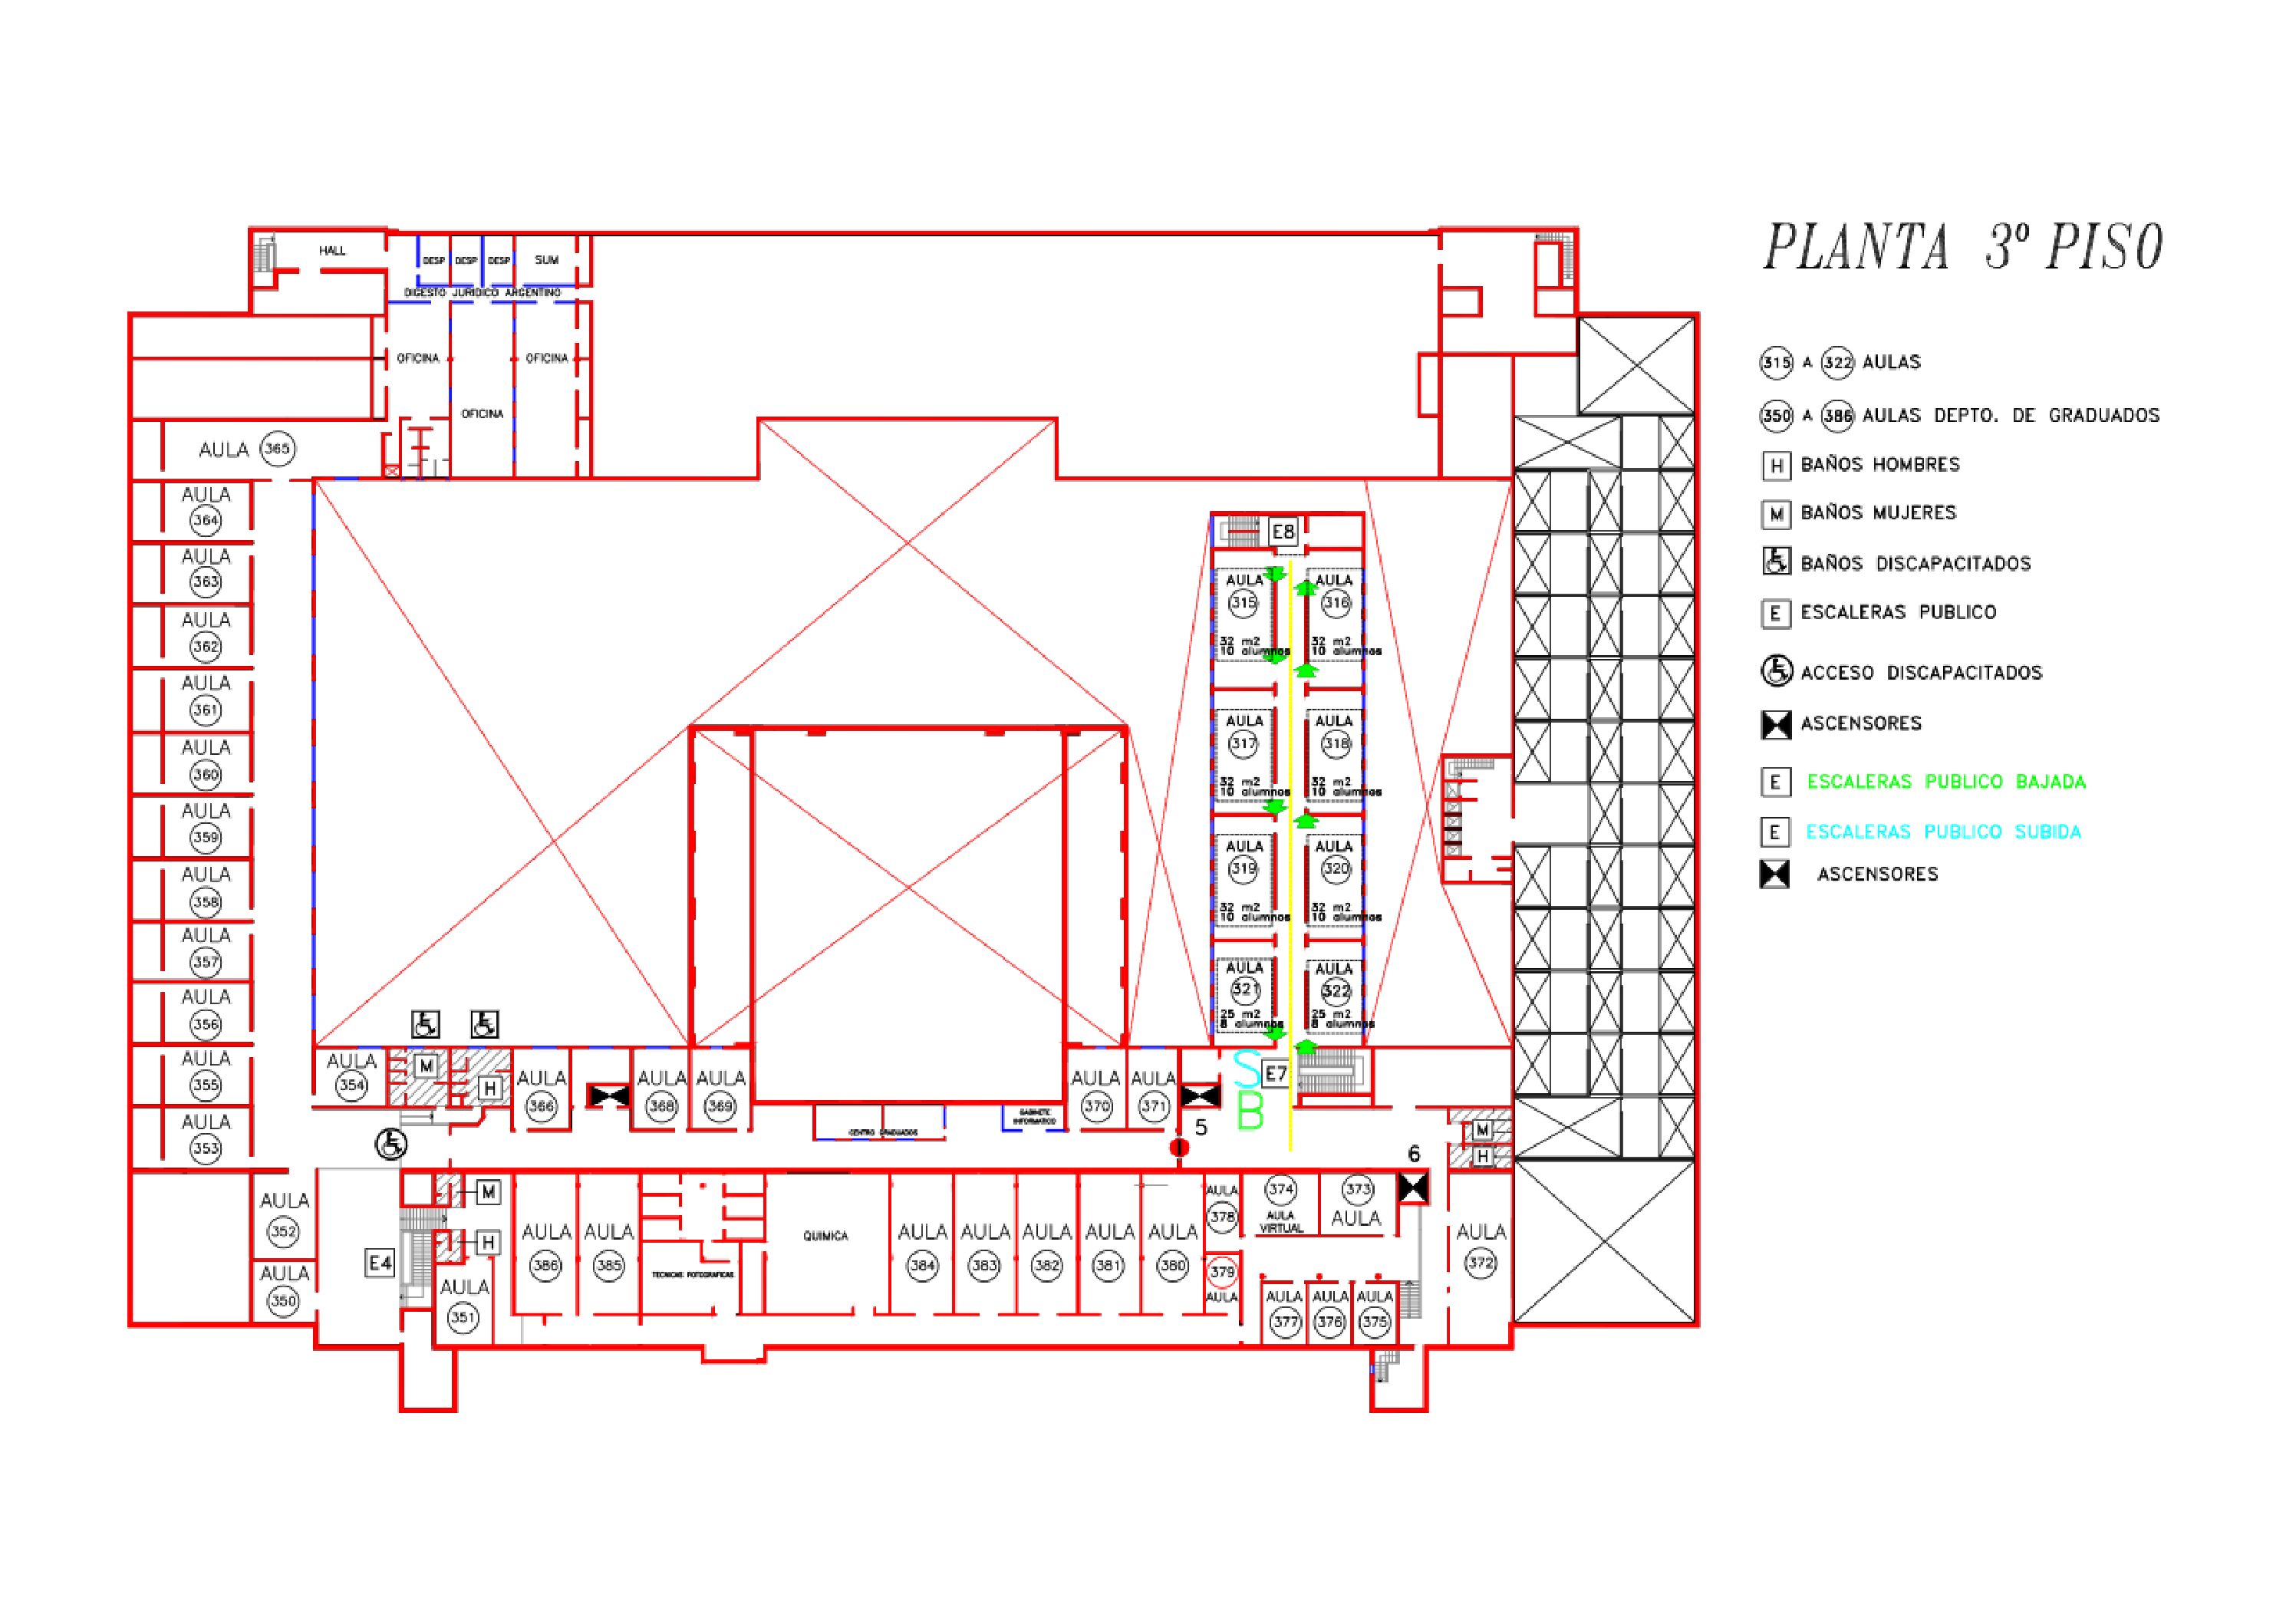 PLANTA 3º PISO
HALL
DESP DESP DESP SUM
DIGESTO JURIDICO ARGENTINO
OFICINA
OFICINA
OFICINA
315 A 322 AULAS
350 A 386 AULAS DEPTO. DE GRADUADOS
H BAÑOS HOMBRES
M BAÑOS MUJERES
BAÑOS DISCAPACITADOS
E ESCALERAS PUBLICO
ACCESO DISCAPACITADOS
ASCENSORES
E ESCALERAS PUBLICO BAJADA
E ESCALERAS PUBLICO SUBIDA
ASCENSORES
AULA 365
AULA
364
AULA
363
AULA
362
AULA
361
AULA
360
AULA
359
AULA
358
AULA
357
AULA
356
AULA
355
AULA
353
E8
AULA
315
32 m2
10 alumnos
AULA
316
32 m2
10 alumnos
AULA
317
32 m2
10 alumnos
AULA
318
32 m2
10 alumnos
AULA
319
32 m2
10 alumnos
AULA
320
32 m2
10 alumnos
AULA
321
25 m2
8 alumnos
AULA
322
25 m2
8 alumnos
AULA
354
M
H
AULA
366
AULA
368
AULA
369
CENTRO GRADUADOS
GABINETE
INFORMATICO
AULA
370
AULA
371
S
E7
B
5
6
M
H
AULA
352
AULA
350
E4
M
H
AULA
351
AULA
386
AULA
385
TECNICAS FOTOGRAFICAS
QUIMICA
AULA
384
AULA
383
AULA
382
AULA
381
AULA
380
AULA
378
379
AULA
374
AULA
VIRTUAL
373
AULA
AULA
377
AULA
376
AULA
375
AULA
372